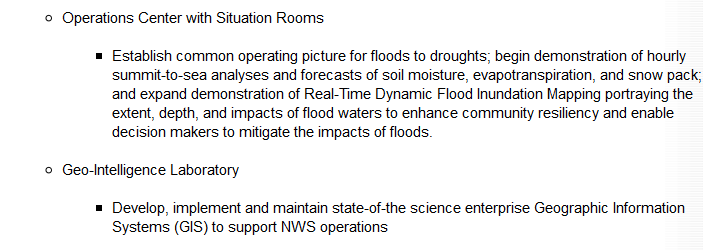 Operations Center with Situation Rooms
Establish common operating picture for floods to droughts; begin demonstration of hourly
summit-to-sea analyses and forecasts of soil moisture, evapotranspiration, and snow pack;
and expand demonstration of Real-Time Dynamic Flood Inundation Mapping portraying the
extent, depth, and impacts of flood waters to enhance community resiliency and enable
decision makers to mitigate the impacts of floods.
Geo-Intelligence Laboratory
Develop, implement and maintain state-of-the science enterprise Geographic Information
Systems (GIS) to support NWS operations